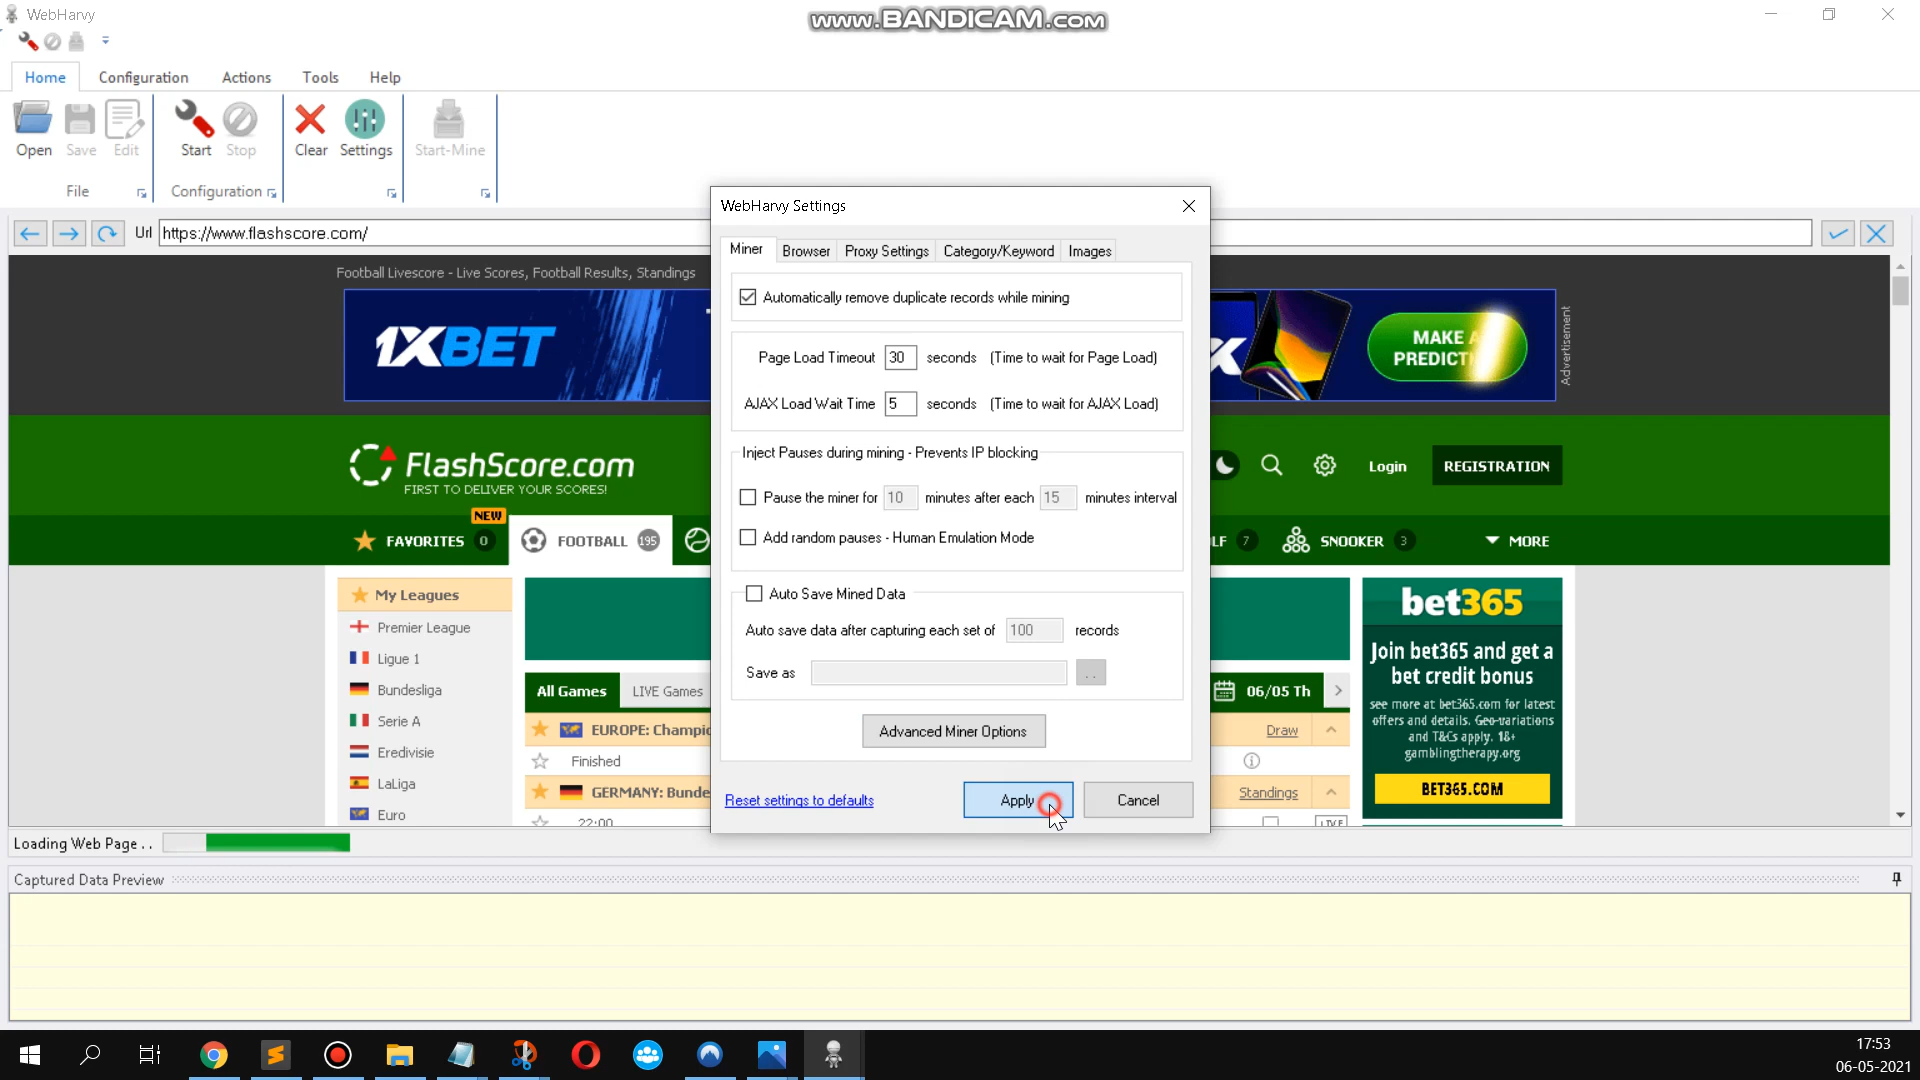 WebHarvy
www.BANDICAM.com
Home Configuration Actions Tools Help
Open Save Edit Start Stop Clear Settings Start-Mine
File Configuration
Url https://www.flashscore.com/
Football Livescore - Live Scores, Football Results, Standings
1XBET
MAKE A
PREDICT
Advertisement
FlashScore.com
FIRST TO DELIVER YOUR SCORES!
Login REGISTRATION
NEW
FAVORITES 0 FOOTBALL 195 LF 7 SNOOKER 3 MORE
My Leagues
Premier League
Ligue 1
Bundesliga
Serie A
Eredivisie
LaLiga
Euro
All Games LIVE Games 06/05 Th
EUROPE: Champio Draw
Finished
GERMANY: Bunde Standings
22:00 LIVE
bet365
Join bet365 and get a
bet credit bonus
see more at bet365.com for latest
offers and details. Geo-variations
and T&Cs apply. 18+
gamblingtherapy.org
BET365.COM
WebHarvy Settings
Miner Browser Proxy Settings Category/Keyword Images
Automatically remove duplicate records while mining
Page Load Timeout 30 seconds (Time to wait for Page Load)
AJAX Load Wait Time 5 seconds (Time to wait for AJAX Load)
Inject Pauses during mining - Prevents IP blocking
Pause the miner for 10 minutes after each 15 minutes interval
Add random pauses - Human Emulation Mode
Auto Save Mined Data
Auto save data after capturing each set of 100 records
Save as ..
Advanced Miner Options
Reset settings to defaults Apply Cancel
Loading Web Page . .
Captured Data Preview
17:53
06-05-2021